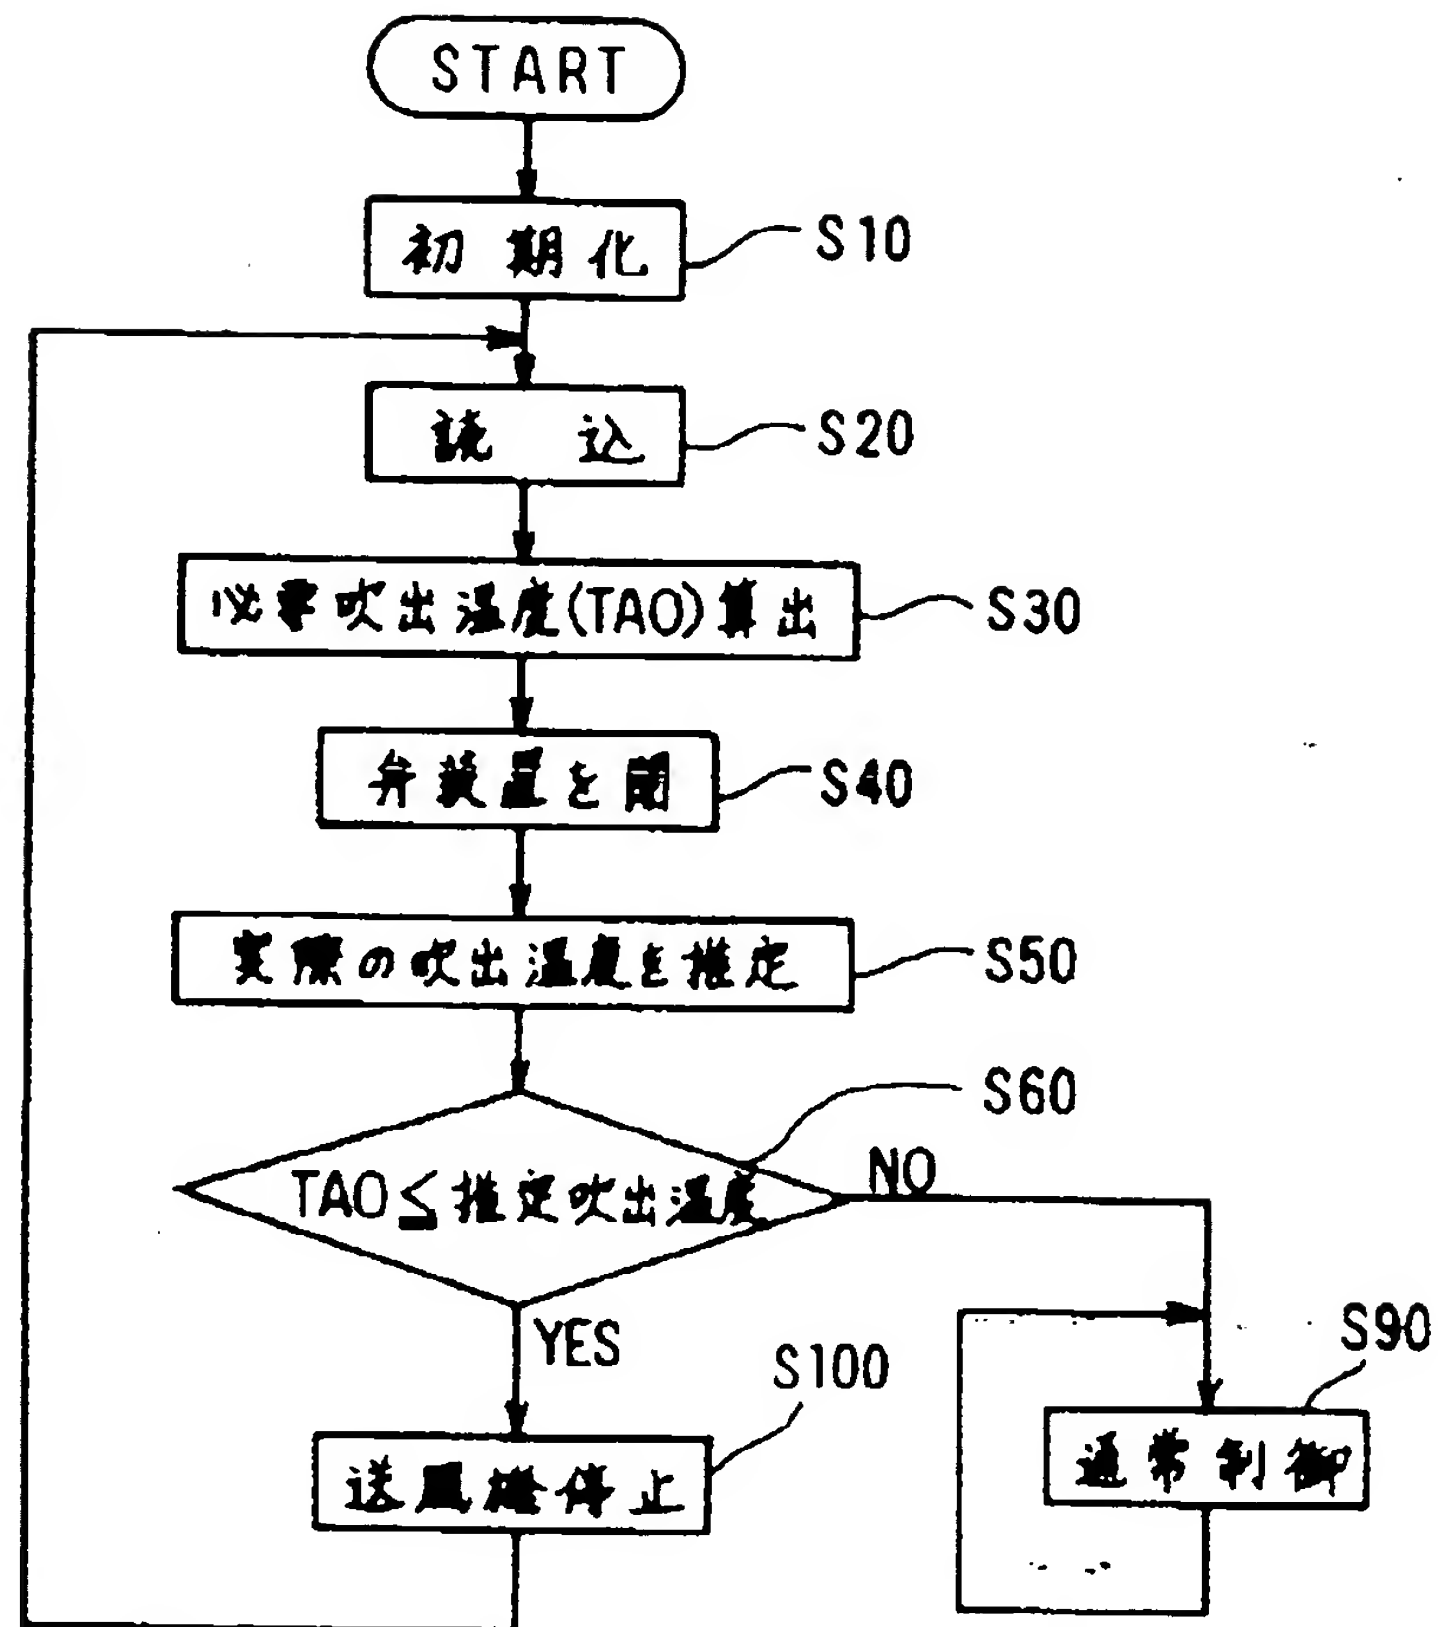 START
初期化 S10
読込 S20
必要吹出温度(TAO)算出 S30
弁装置を S40
実際の吹出温度を推定 S50
S60
TAO≦推定吹出温度 NO
YES
S90
S100
通常制御
送風機停止